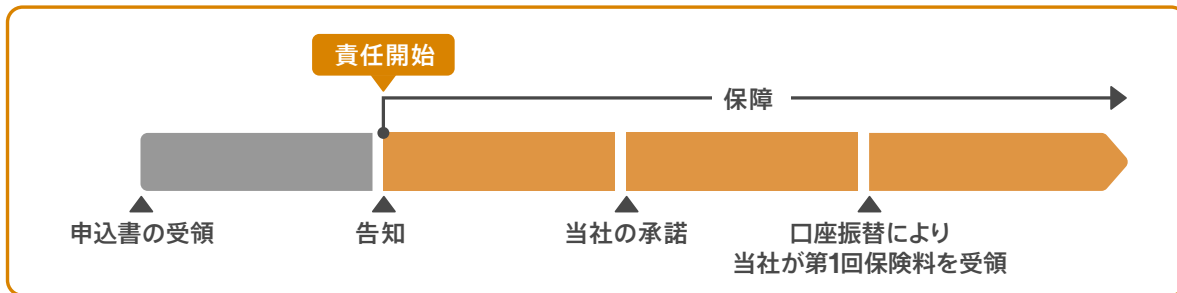 責任開始
保障
申込書の受領
告知
当社の承諾
口座振替により
当社が第1回保険料を受領